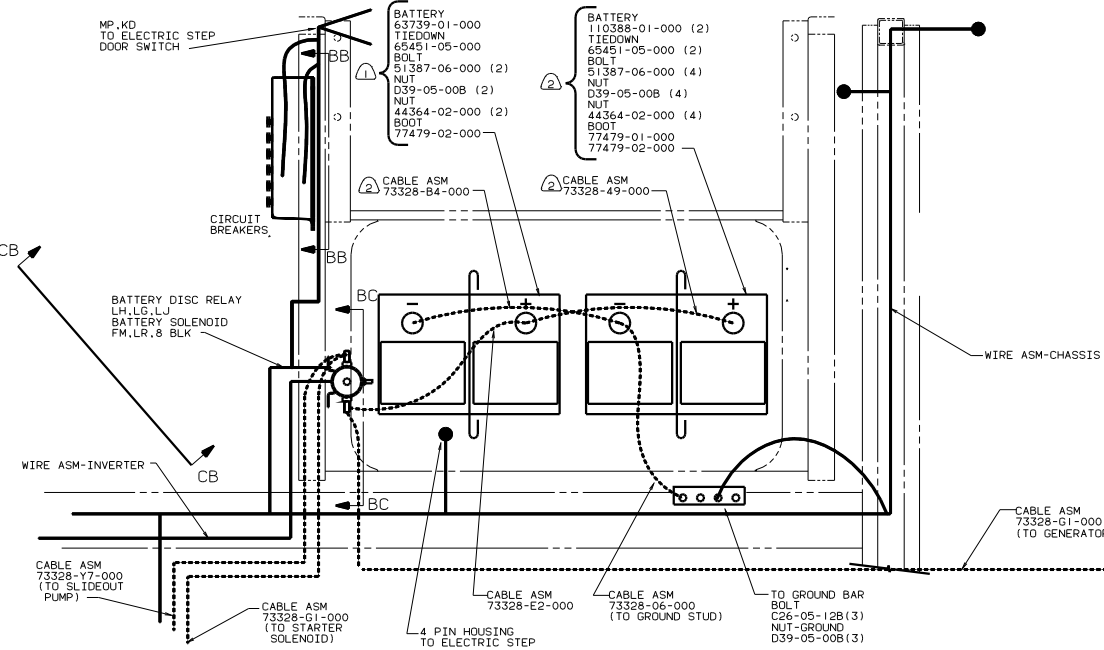 MP,KD
TO ELECTRIC STEP
DOOR SWITCH
BB
BB
1
BATTERY
63739-01-000
TIEDOWN
65451-05-000
BOLT
51387-06-000 (2)
NUT
D39-05-00B (2)
NUT
44364-02-000 (2)
BOOT
77479-02-000
2
BATTERY
110388-01-000 (2)
TIEDOWN
65451-05-000 (2)
BOLT
51387-06-000 (4)
NUT
D39-05-00B (4)
NUT
44364-02-000 (4)
BOOT
77479-01-000
77479-02-000
2
CABLE ASM
73328-B4-000
2
CABLE ASM
73328-49-000
CIRCUIT
BREAKERS
CB
CB
BATTERY DISC RELAY
LH,LG,LJ
BATTERY SOLENOID
FM,LR,8 BLK
BC
BC
- +
- +
WIRE ASM-CHASSIS
WIRE ASM-INVERTER
CABLE ASM
73328-Y7-000
(TO SLIDEOUT
PUMP)
CABLE ASM
73328-G1-000
(TO STARTER
SOLENOID)
4 PIN HOUSING
TO ELECTRIC STEP
CABLE ASM
73328-E2-000
CABLE ASM
73328-06-000
(TO GROUND STUD)
TO GROUND BAR
BOLT
C26-05-12B(3)
NUT-GROUND
D39-05-00B(3)
CABLE ASM
73328-G1-000
(TO GENERATOR